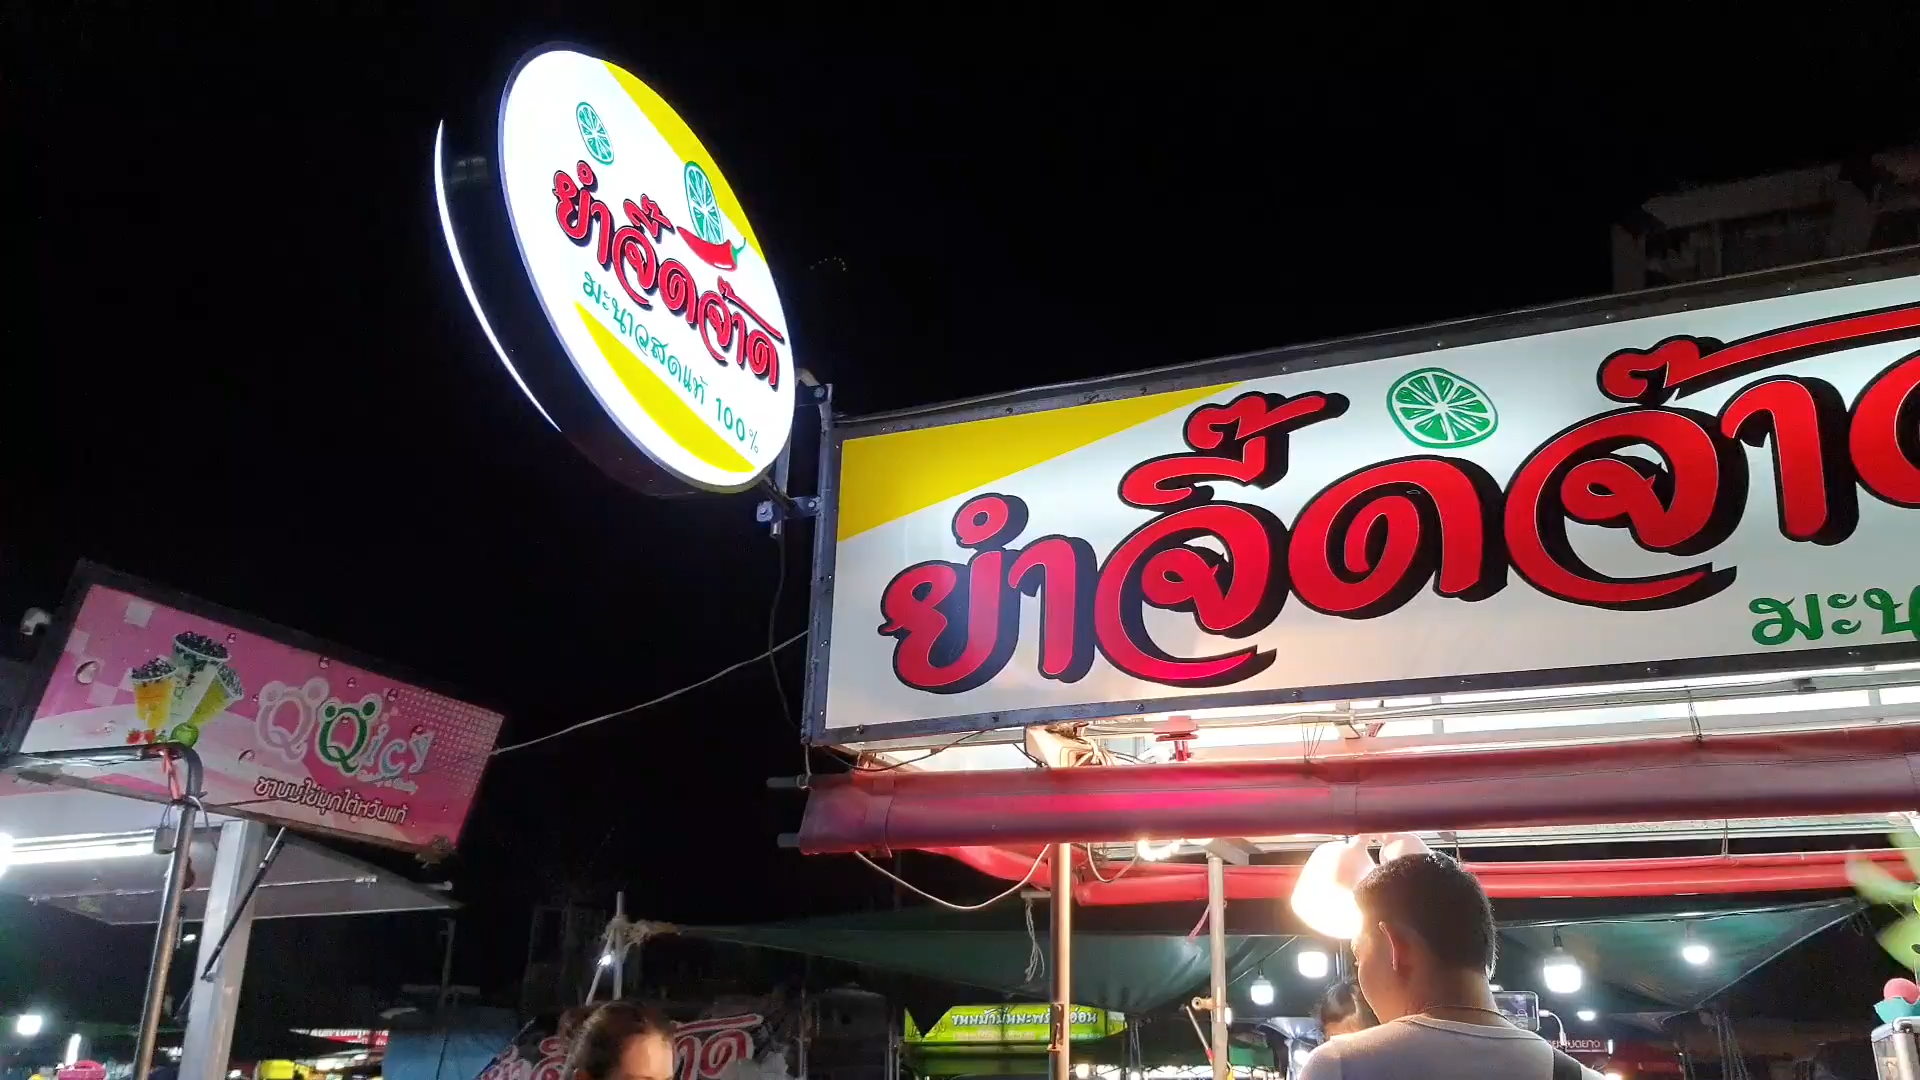 ยำจี๊ดจ๊าด
มะนาวสดแท้ 100%
ยำจี๊ดจ๊าด
มะน
QQicy
ชานมไข่มุกไต้หวันแท้